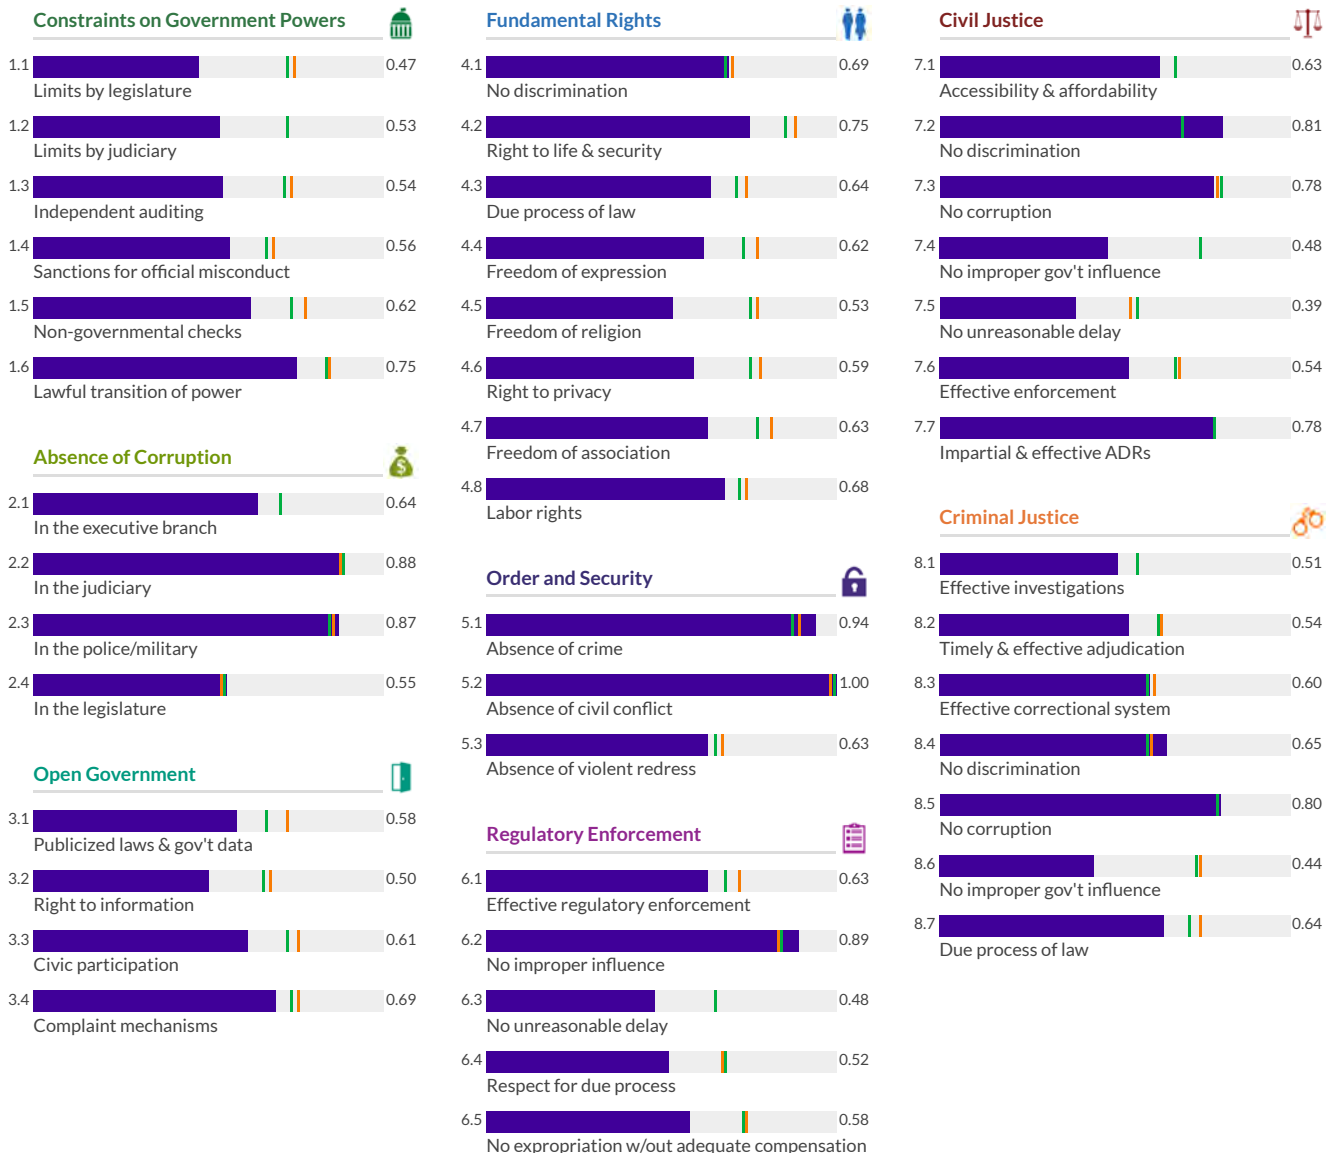 Constraints on Government Powers
1.1 0.47
Limits by legislature
1.2 0.53
Limits by judiciary
1.3 0.54
Independent auditing
1.4 0.56
Sanctions for official misconduct
1.5 0.62
Non-governmental checks
1.6 0.75
Lawful transition of power
Absence of Corruption
2.1 0.64
In the executive branch
2.2 0.88
In the judiciary
2.3 0.87
In the police/military
2.4 0.55
In the legislature
Open Government
3.1 0.58
Publicized laws & gov't data
3.2 0.50
Right to information
3.3 0.61
Civic participation
3.4 0.69
Complaint mechanisms
Fundamental Rights
4.1 0.69
No discrimination
4.2 0.75
Right to life & security
4.3 0.64
Due process of law
4.4 0.62
Freedom of expression
4.5 0.53
Freedom of religion
4.6 0.59
Right to privacy
4.7 0.63
Freedom of association
4.8 0.68
Labor rights
Order and Security
5.1 0.94
Absence of crime
5.2 1.00
Absence of civil conflict
5.3 0.63
Absence of violent redress
Regulatory Enforcement
6.1 0.63
Effective regulatory enforcement
6.2 0.89
No improper influence
6.3 0.48
No unreasonable delay
6.4 0.52
Respect for due process
6.5 0.58
No expropriation w/out adequate compensation
Civil Justice
7.1 0.63
Accessibility & affordability
7.2 0.81
No discrimination
7.3 0.78
No corruption
7.4 0.48
No improper gov't influence
7.5 0.39
No unreasonable delay
7.6 0.54
Effective enforcement
7.7 0.78
Impartial & effective ADRs
Criminal Justice
8.1 0.51
Effective investigations
8.2 0.54
Timely & effective adjudication
8.3 0.60
Effective correctional system
8.4 0.65
No discrimination
8.5 0.80
No corruption
8.6 0.44
No improper gov't influence
8.7 0.64
Due process of law